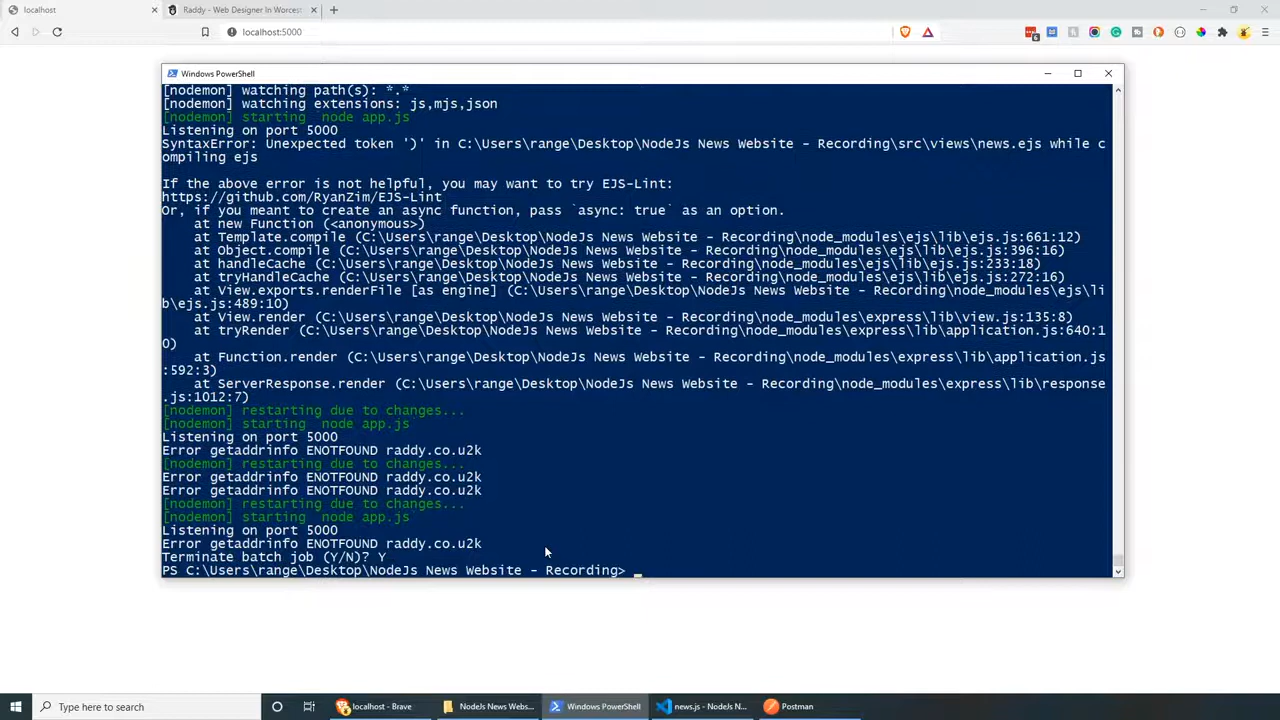 localhost
Raddy - Web Designer In Worcest
localhost:5000
Windows PowerShell
[nodemon] watching path(s): *.*
[nodemon] watching extensions: js,mjs,json
[nodemon] starting `node app.js`
Listening on port 5000
SyntaxError: Unexpected token ')' in C:\Users\range\Desktop\NodeJs News Website - Recording\src\views\news.ejs while c
ompiling ejs
If the above error is not helpful, you may want to try EJS-Lint:
https://github.com/RyanZim/EJS-Lint
Or, if you meant to create an async function, pass `async: true` as an option.
at new Function (<anonymous>)
at Template.compile (C:\Users\range\Desktop\NodeJs News Website - Recording\node_modules\ejs\lib\ejs.js:661:12)
at Object.compile (C:\Users\range\Desktop\NodeJs News Website - Recording\node_modules\ejs\lib\ejs.js:396:16)
at handleCache (C:\Users\range\Desktop\NodeJs News Website - Recording\node_modules\ejs\lib\ejs.js:233:18)
at tryHandleCache (C:\Users\range\Desktop\NodeJs News Website - Recording\node_modules\ejs\lib\ejs.js:272:16)
at View.exports.renderFile [as engine] (C:\Users\range\Desktop\NodeJs News Website - Recording\node_modules\ejs\li
b\ejs.js:489:10)
at View.render (C:\Users\range\Desktop\NodeJs News Website - Recording\node_modules\express\lib\view.js:135:8)
at tryRender (C:\Users\range\Desktop\NodeJs News Website - Recording\node_modules\express\lib\application.js:640:1
0)
at Function.render (C:\Users\range\Desktop\NodeJs News Website - Recording\node_modules\express\lib\application.js
:592:3)
at ServerResponse.render (C:\Users\range\Desktop\NodeJs News Website - Recording\node_modules\express\lib\response
.js:1012:7)
[nodemon] restarting due to changes...
[nodemon] starting `node app.js`
Listening on port 5000
Error getaddrinfo ENOTFOUND raddy.co.u2k
[nodemon] restarting due to changes...
Error getaddrinfo ENOTFOUND raddy.co.u2k
Error getaddrinfo ENOTFOUND raddy.co.u2k
[nodemon] restarting due to changes...
[nodemon] starting `node app.js`
Listening on port 5000
Error getaddrinfo ENOTFOUND raddy.co.u2k
Terminate batch job (Y/N)? Y
PS C:\Users\range\Desktop\NodeJs News Website - Recording>
Type here to search
localhost - Brave
NodeJs News Webs...
Windows PowerShell
news.js - NodeJs N...
Postman